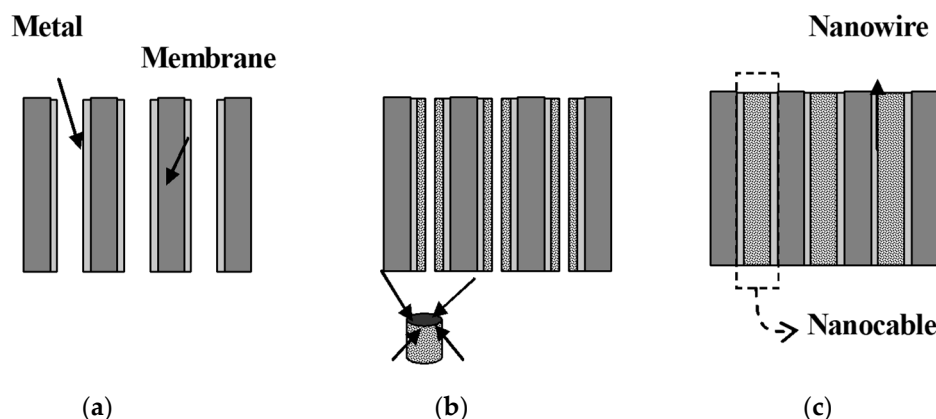 Metal
Membrane
Nanowire
Nanocable
(a)
(b)
(c)